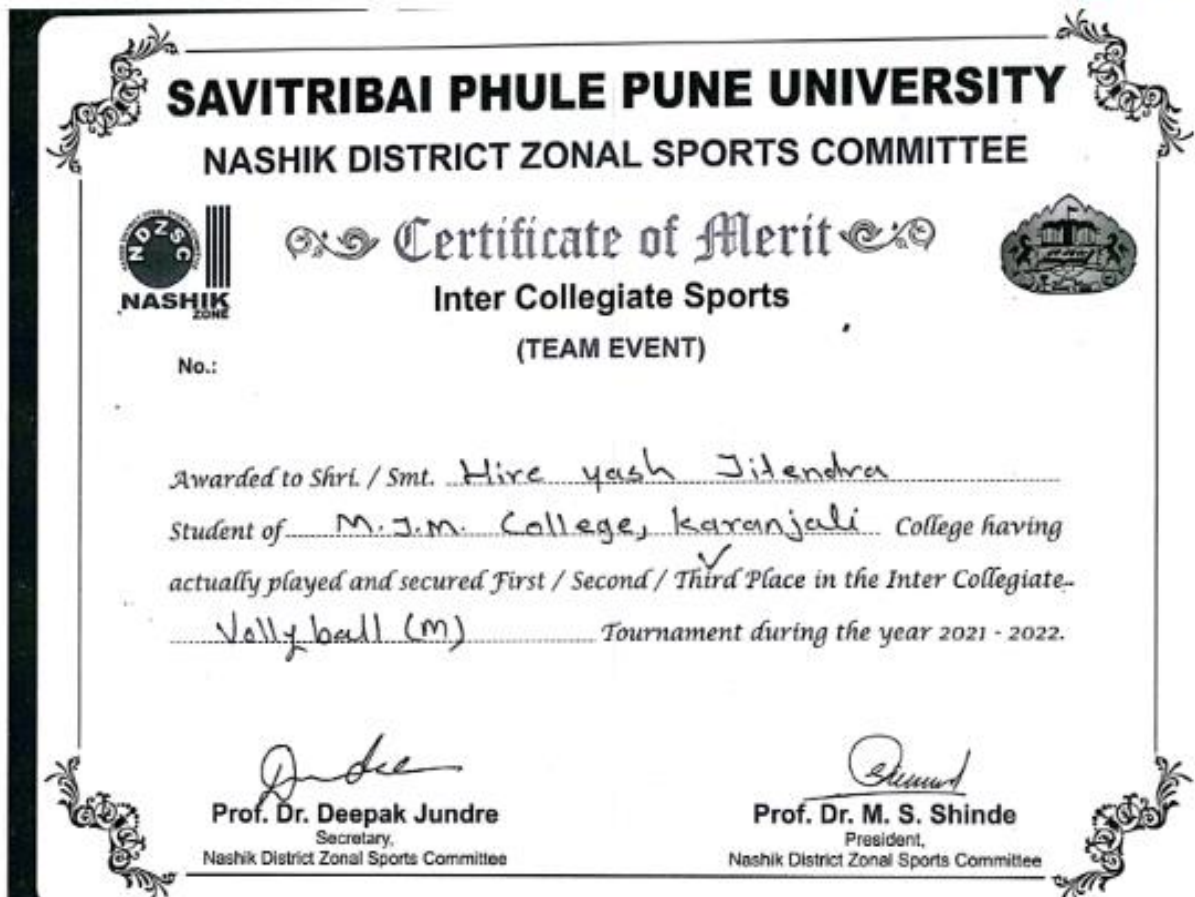 SAVITRIBAI PHULE PUNE UNIVERSITY
NASHIK DISTRICT ZONAL SPORTS COMMITTEE
NDZSC
NASHIK
ZONE
Certificate of Merit
Inter Collegiate Sports
(TEAM EVENT)
No.:
Awarded to Shri. / Smt. Hire yash Jitendra
Student of M.J.M. College, karanjali College having
actually played and secured First / Second / Third Place in the Inter Collegiate
Vollyball (M) Tournament during the year 2021 - 2022.
Prof. Dr. Deepak Jundre
Secretary,
Nashik District Zonal Sports Committee
Prof. Dr. M. S. Shinde
President,
Nashik District Zonal Sports Committee